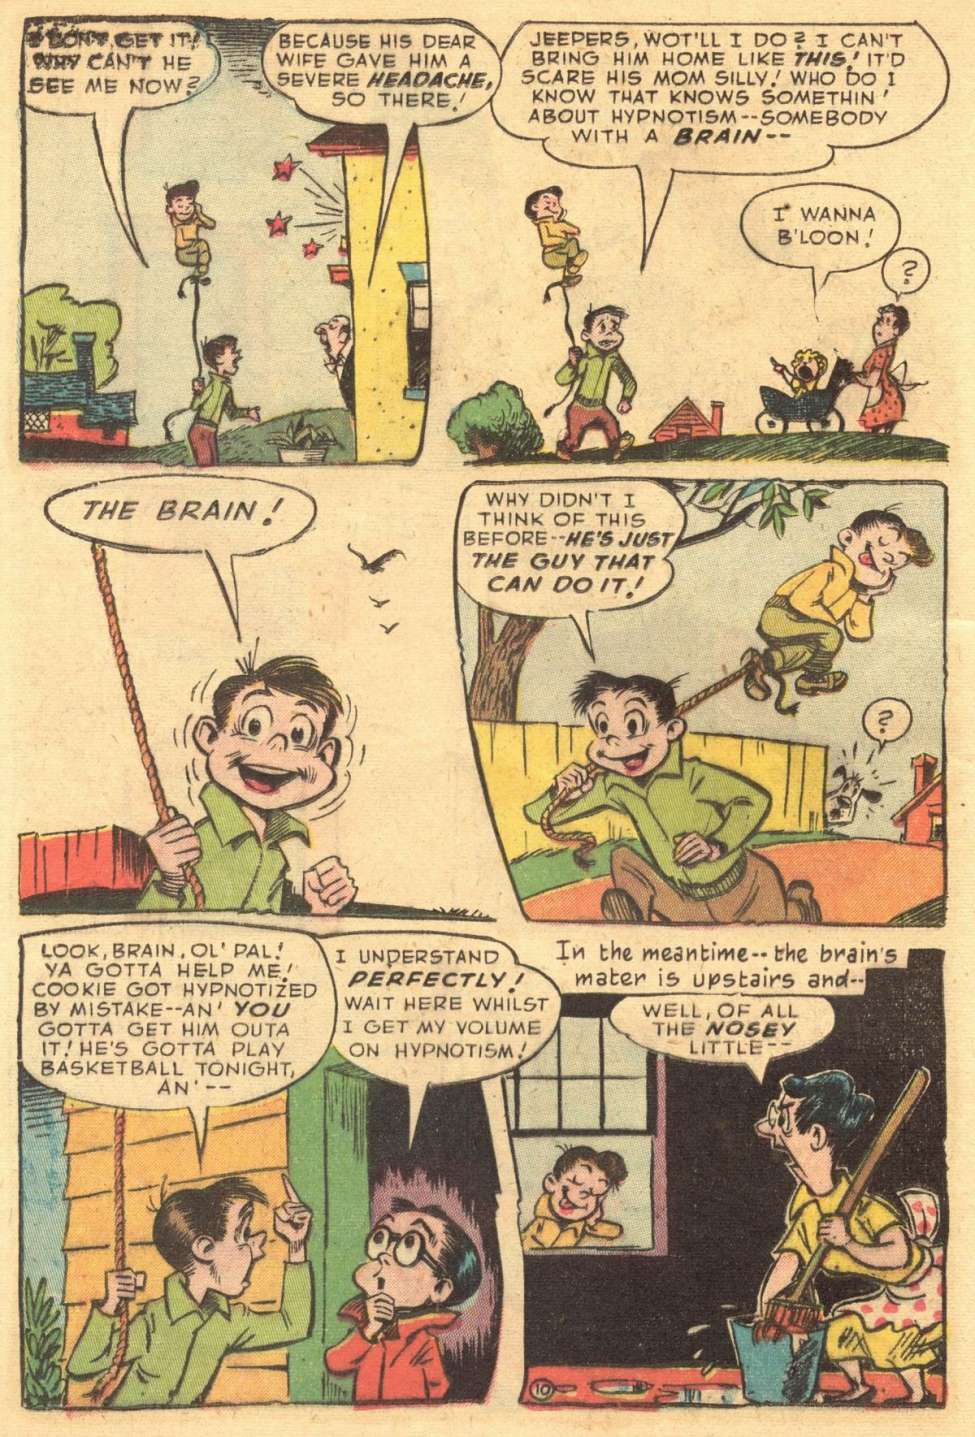 I DON'T GET IT!
WHY CAN'T HE
SEE ME NOW?
BECAUSE HIS DEAR
WIFE GAVE HIM A
SEVERE HEADACHE,
SO THERE!
JEEPERS, WOT'LL I DO? I CAN'T
BRING HIM HOME LIKE THIS! IT'D
SCARE HIS MOM SILLY! WHO DO I
KNOW THAT KNOWS SOMETHIN'
ABOUT HYPNOTISM--SOMEBODY
WITH A BRAIN--
I WANNA
B'LOON!
?
THE BRAIN!
WHY DIDN'T I
THINK OF THIS
BEFORE--HE'S JUST
THE GUY THAT
CAN DO IT!
?
LOOK, BRAIN, OL' PAL!
YA GOTTA HELP ME!
COOKIE GOT HYPNOTIZED
BY MISTAKE--AN' YOU
GOTTA GET HIM OUTA
IT! HE'S GOTTA PLAY
BASKETBALL TONIGHT,
AN'--
I UNDERSTAND
PERFECTLY!
WAIT HERE WHILST
I GET MY VOLUME
ON HYPNOTISM!
In the meantime--the brain's
mater is upstairs and--
WELL, OF ALL
THE NOSEY
LITTLE--
10